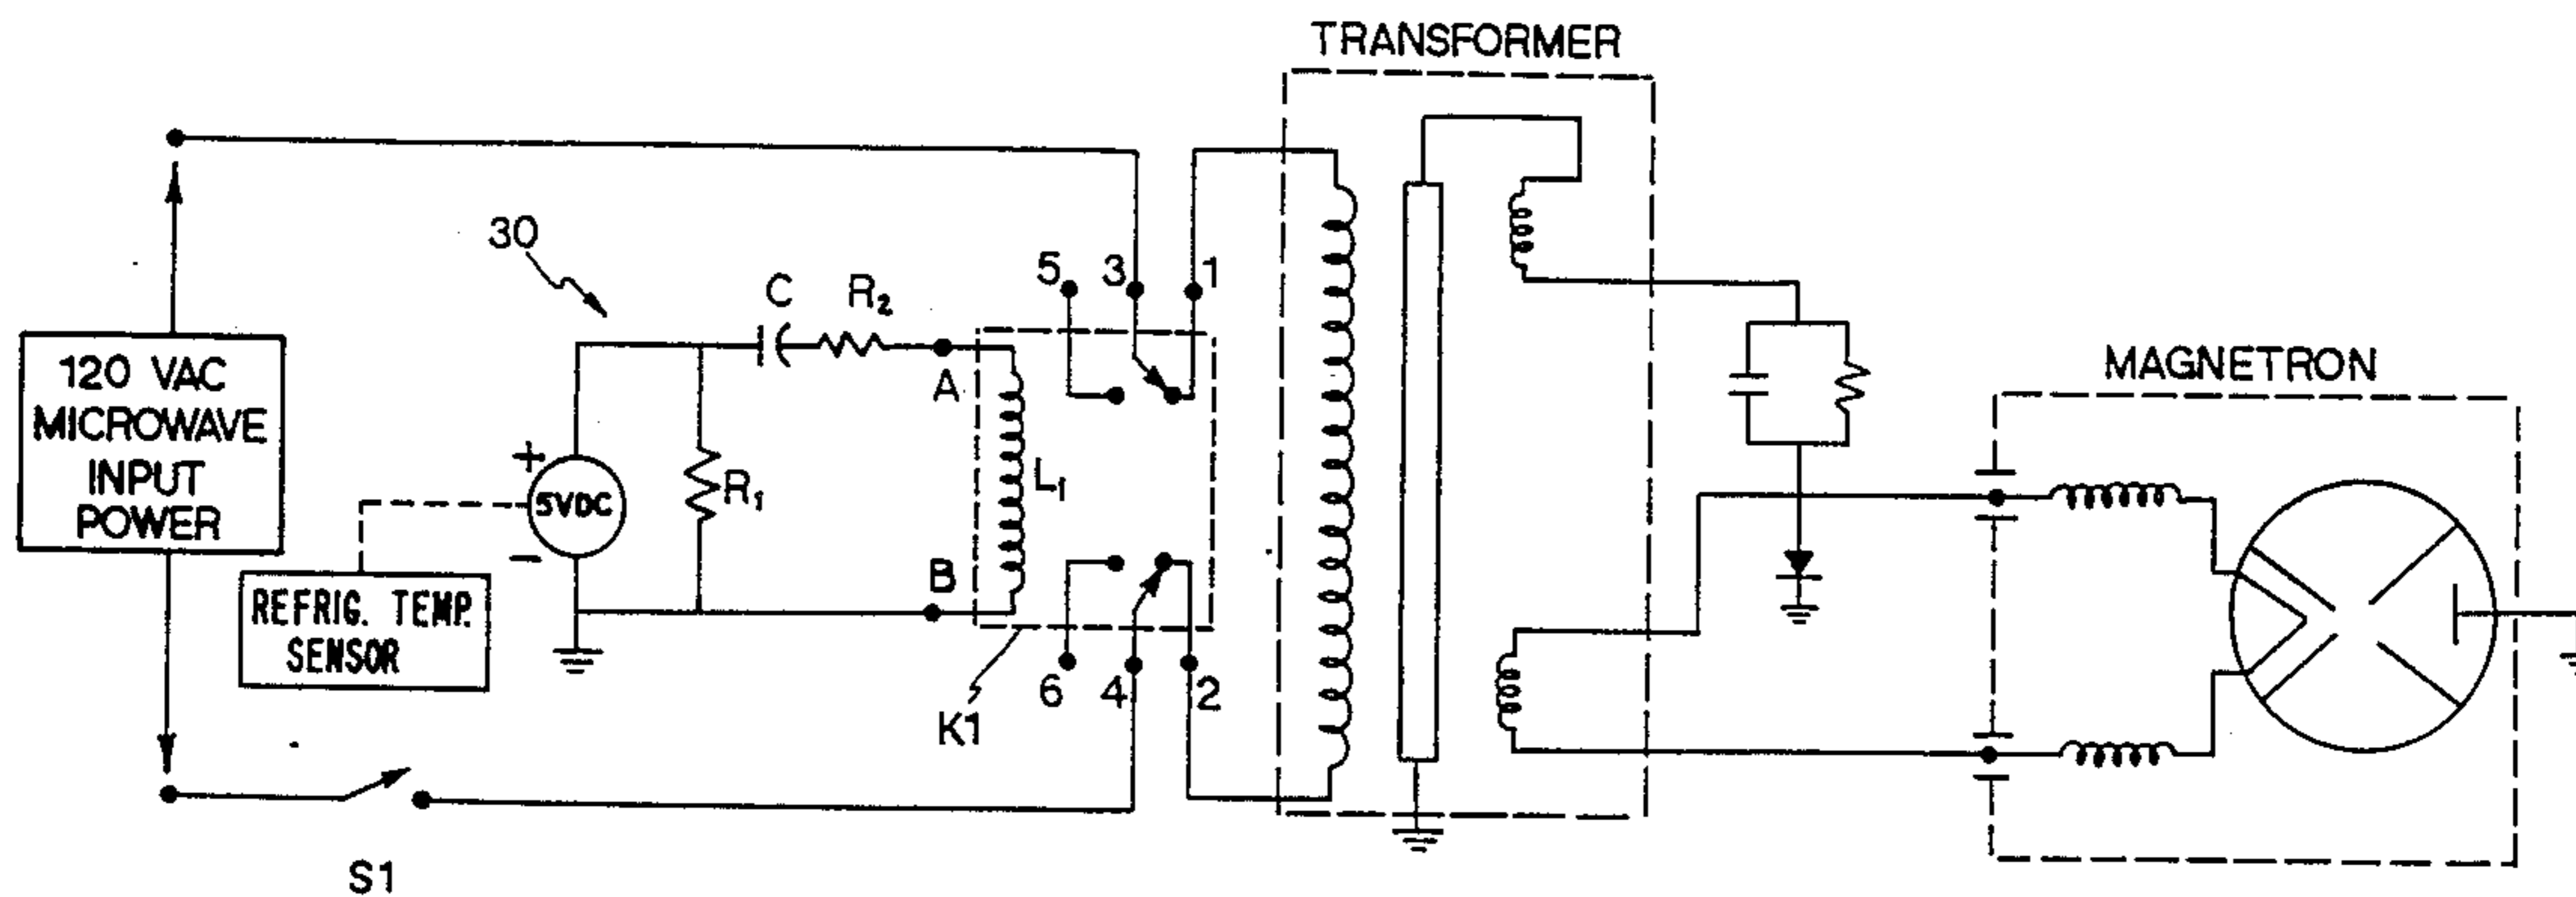 TRANSFORMER
30
C
R₂
5
3
1
120 VAC
MICROWAVE
INPUT
POWER
A
MAGNETRON
+
5VDC
−
R₁
L₁
REFRIG. TEMP.
SENSOR
B
K1
6
4
2
S1